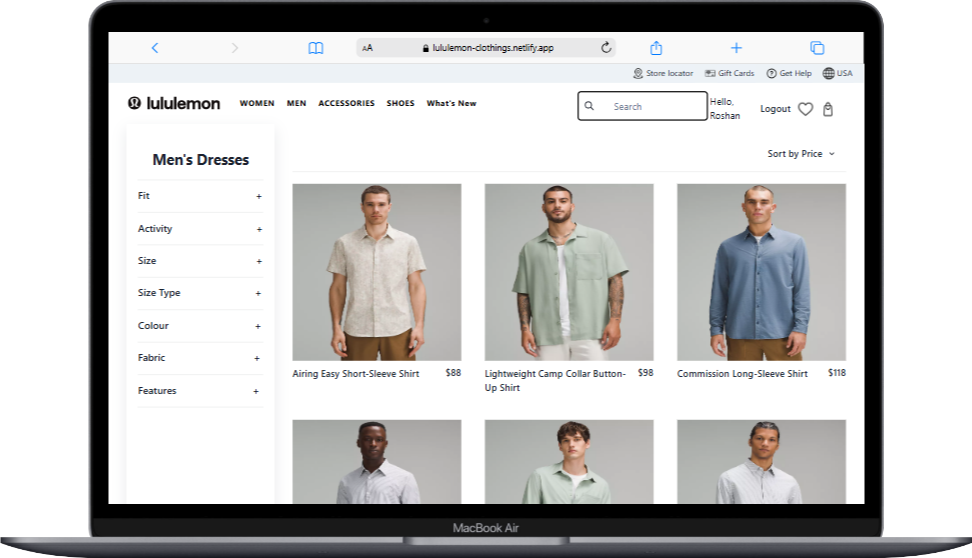 AA lululemon-clothings.netlify.app
Store locator Gift Cards Get Help USA
lululemon WOMEN MEN ACCESSORIES SHOES What's New Search Hello, Roshan Logout
Men's Dresses
Sort by Price
Fit +
Activity +
Size +
Size Type +
Colour +
Fabric +
Features +
Airing Easy Short-Sleeve Shirt $88
Lightweight Camp Collar Button-
Up Shirt $98
Commission Long-Sleeve Shirt $118
MacBook Air